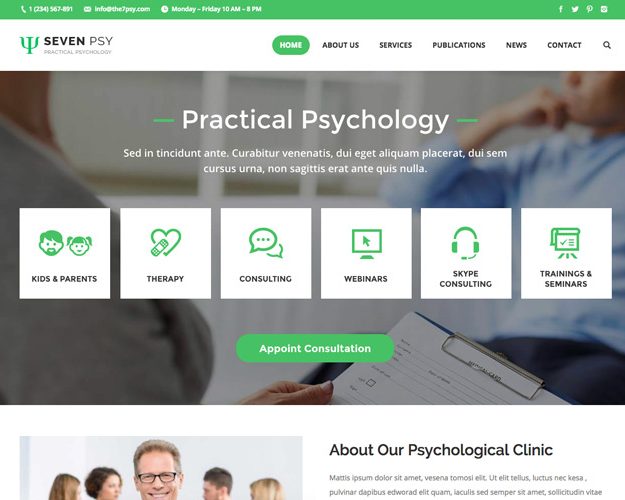 1 (234) 567-891 info@the7psy.com Monday – Friday 10 AM – 8 PM
SEVEN PSY
PRACTICAL PSYCHOLOGY
HOME ABOUT US SERVICES PUBLICATIONS NEWS CONTACT
Practical Psychology
Sed in tincidunt ante. Curabitur venenatis, dui eget aliquam placerat, dui sem
cursus urna, non sagittis erat ante quis nulla.
KIDS & PARENTS
THERAPY
CONSULTING
WEBINARS
SKYPE
CONSULTING
TRAININGS &
SEMINARS
Appoint Consultation
MEDICAL CARD
About Our Psychological Clinic
Mattis ipsum dolor sit amet, vesena tomosi elit. Ut elit telius, luctus nec kesa ,
pulvinar dapibus edworad elit quam, iaculis sed semper sit amet, sollicitudin vitae